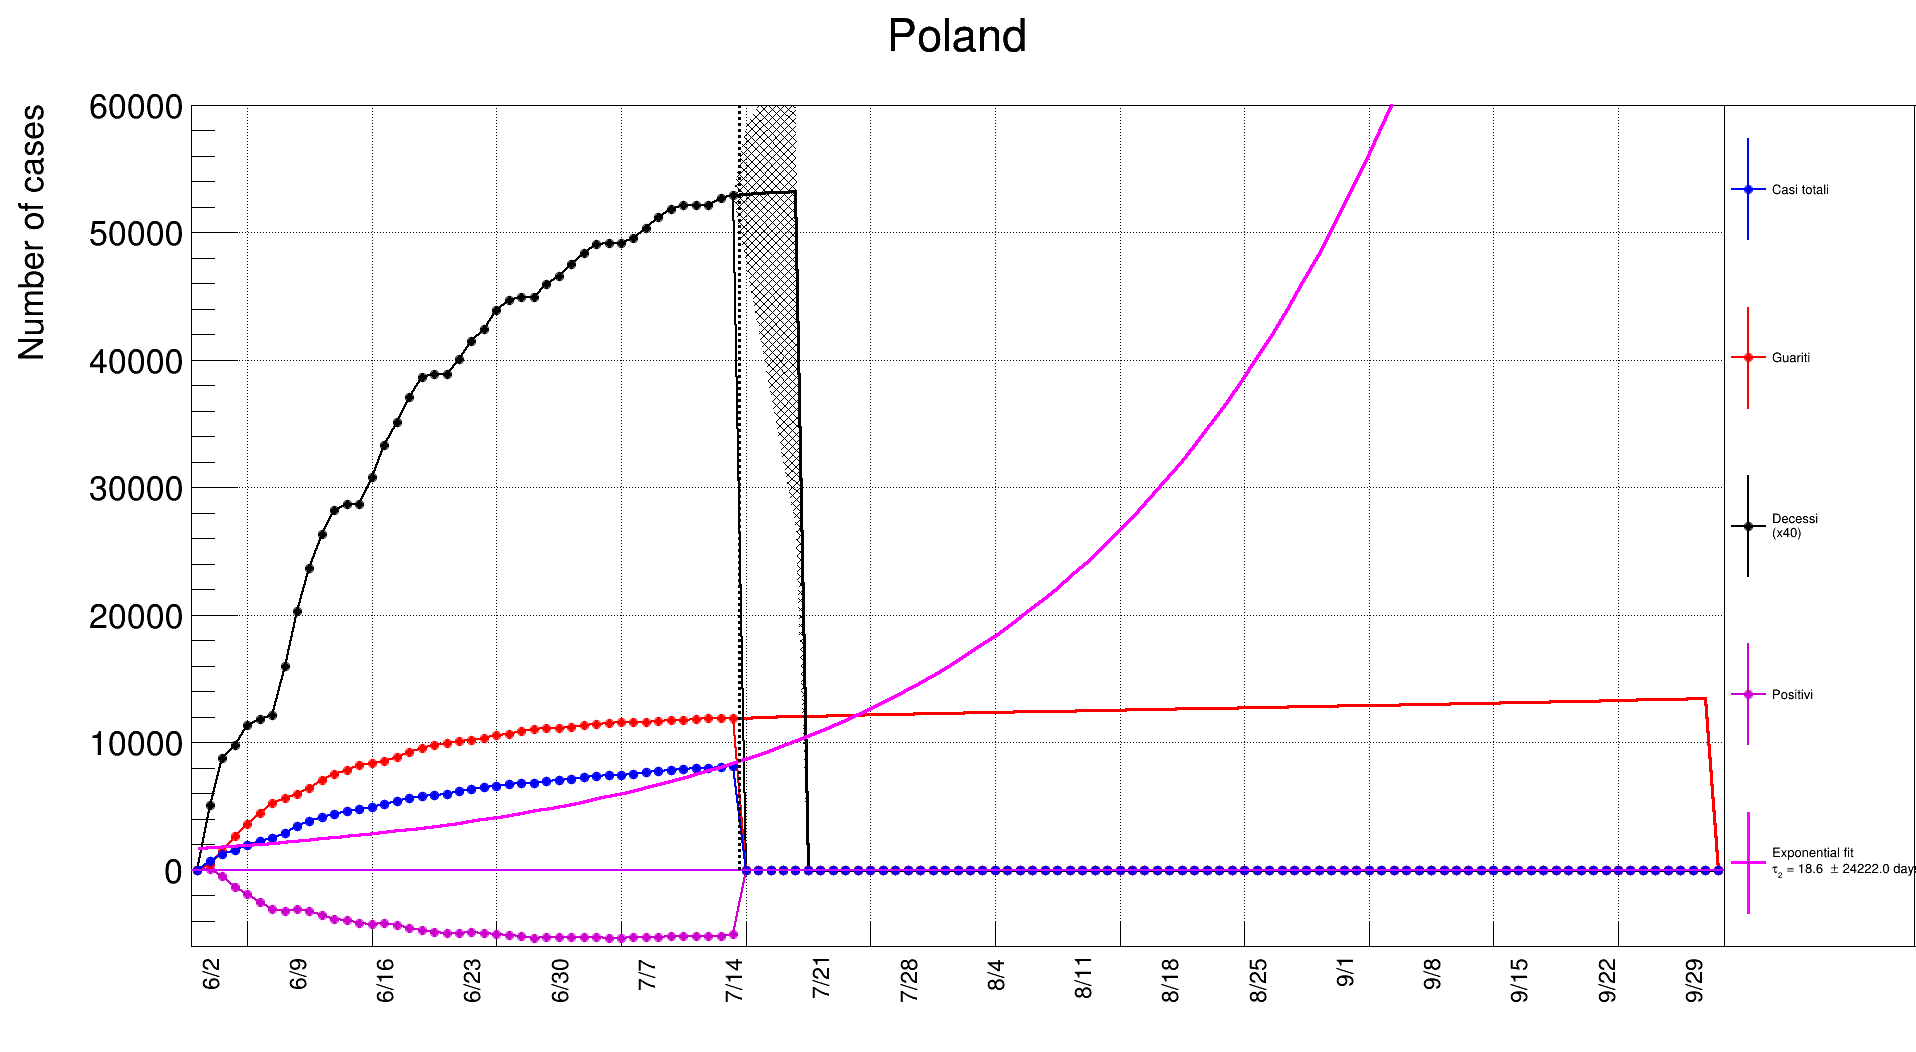 Poland
Number of cases
60000
50000
40000
30000
20000
10000
0
6/2
6/9
6/16
6/23
6/30
7/7
7/14
7/21
7/28
8/4
8/11
8/18
8/25
9/1
9/8
9/15
9/22
9/29
Casi totali
Guariti
Decessi
(x40)
Positivi
Exponential fit
τ2 = 18.6 ± 24222.0 days